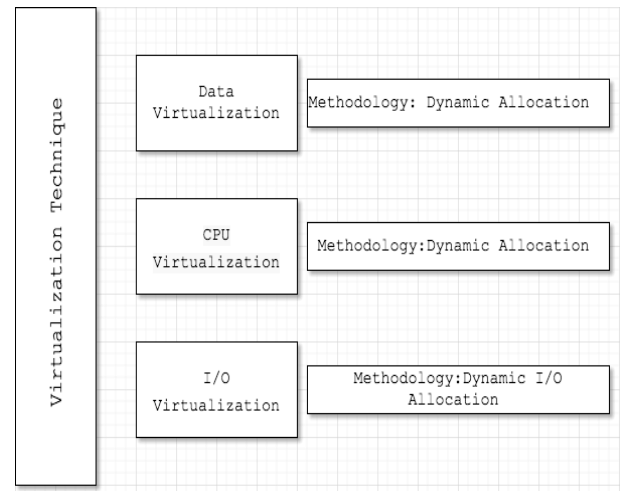 Virtualization Technique
Data
Virtualization
Methodology: Dynamic Allocation
CPU
Virtualization
Methodology:Dynamic Allocation
I/O
Virtualization
Methodology:Dynamic I/O
Allocation